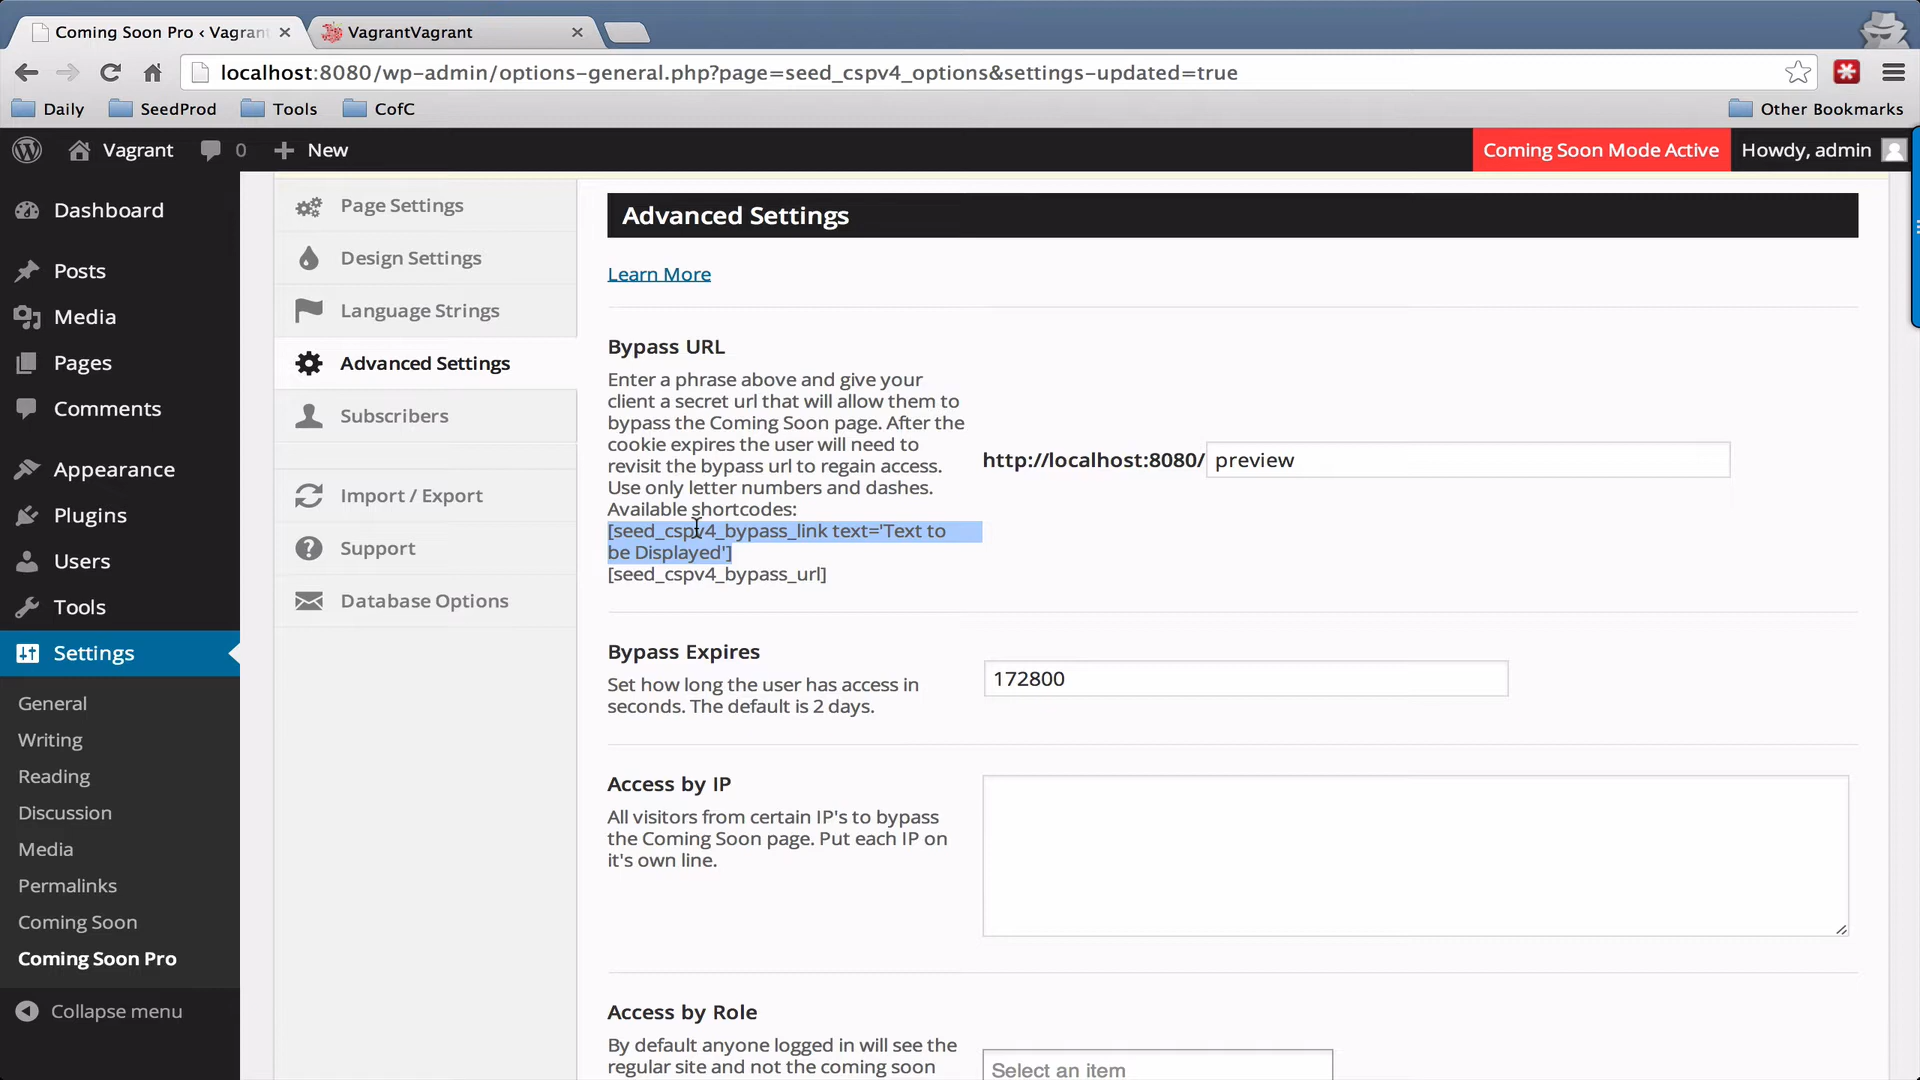 Coming Soon Pro ‹ Vagrant
VagrantVagrant
localhost:8080/wp-admin/options-general.php?page=seed_cspv4_options&settings-updated=true
Daily SeedProd Tools CofC Other Bookmarks
Vagrant 0 New Coming Soon Mode Active Howdy, admin
Dashboard
Posts
Media
Pages
Comments
Appearance
Plugins
Users
Tools
Settings
General
Writing
Reading
Discussion
Media
Permalinks
Coming Soon
Coming Soon Pro
Collapse menu
Page Settings
Design Settings
Language Strings
Advanced Settings
Subscribers
Import / Export
Support
Database Options
Advanced Settings
Learn More
Bypass URL
Enter a phrase above and give your
client a secret url that will allow them to
bypass the Coming Soon page. After the
cookie expires the user will need to
revisit the bypass url to regain access.
Use only letter numbers and dashes.
Available shortcodes:
[seed_cspv4_bypass_link text='Text to
be Displayed']
[seed_cspv4_bypass_url]
http://localhost:8080/ preview
Bypass Expires
Set how long the user has access in
seconds. The default is 2 days.
172800
Access by IP
All visitors from certain IP's to bypass
the Coming Soon page. Put each IP on
it's own line.
Access by Role
By default anyone logged in will see the
regular site and not the coming soon
Select an item